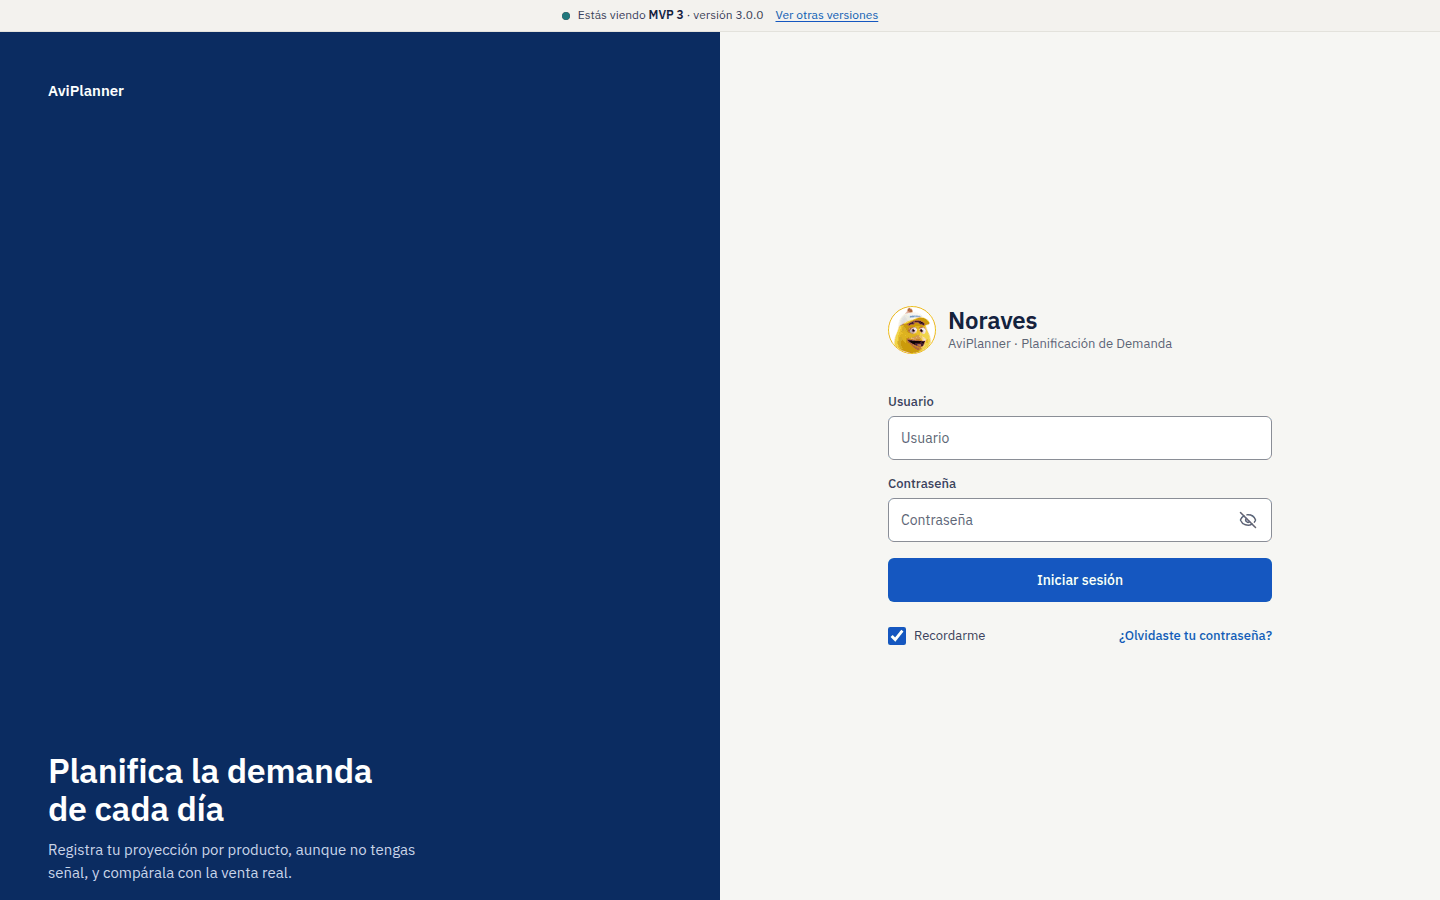 Estás viendo MVP 3 · versión 3.0.0 Ver otras versiones
AviPlanner
Planifica la demanda
de cada día
Registra tu proyección por producto, aunque no tengas
señal, y compárala con la venta real.
Noraves
AviPlanner · Planificación de Demanda
Usuario
Usuario
Contraseña
Contraseña
Iniciar sesión
Recordarme ¿Olvidaste tu contraseña?